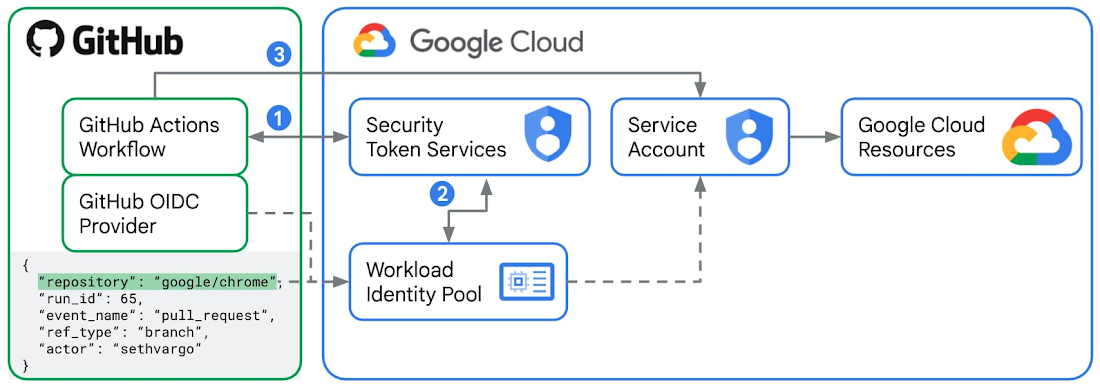 GitHub
Google Cloud
3
GitHub Actions
Workflow
1
Security
Token Services
Service
Account
Google Cloud
Resources
GitHub OIDC
Provider
2
Workload
Identity Pool
{
“repository”: “google/chrome”,
“run_id”: 65,
“event_name”: “pull_request”,
“ref_type”: “branch”,
“actor”: “sethvargo”
}